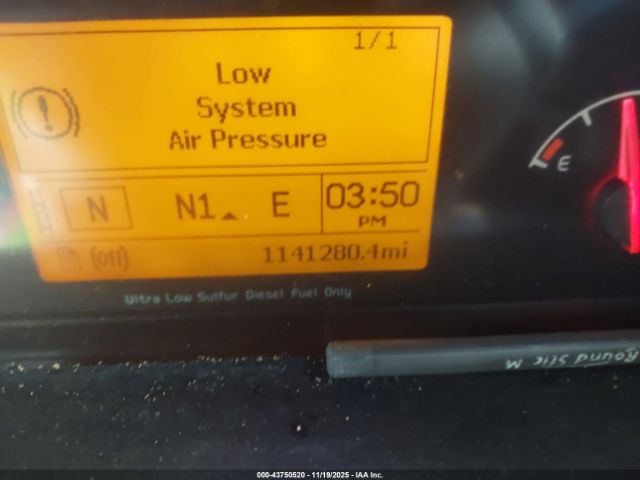 1/1
Low
System
Air Pressure
N N1 E 03:50
PM
(Off) 1141280.4mi
Ultra Low Sulfur Diesel Fuel Only
E
Round Stic M
000-43750520 - 11/19/2025 - IAA Inc.